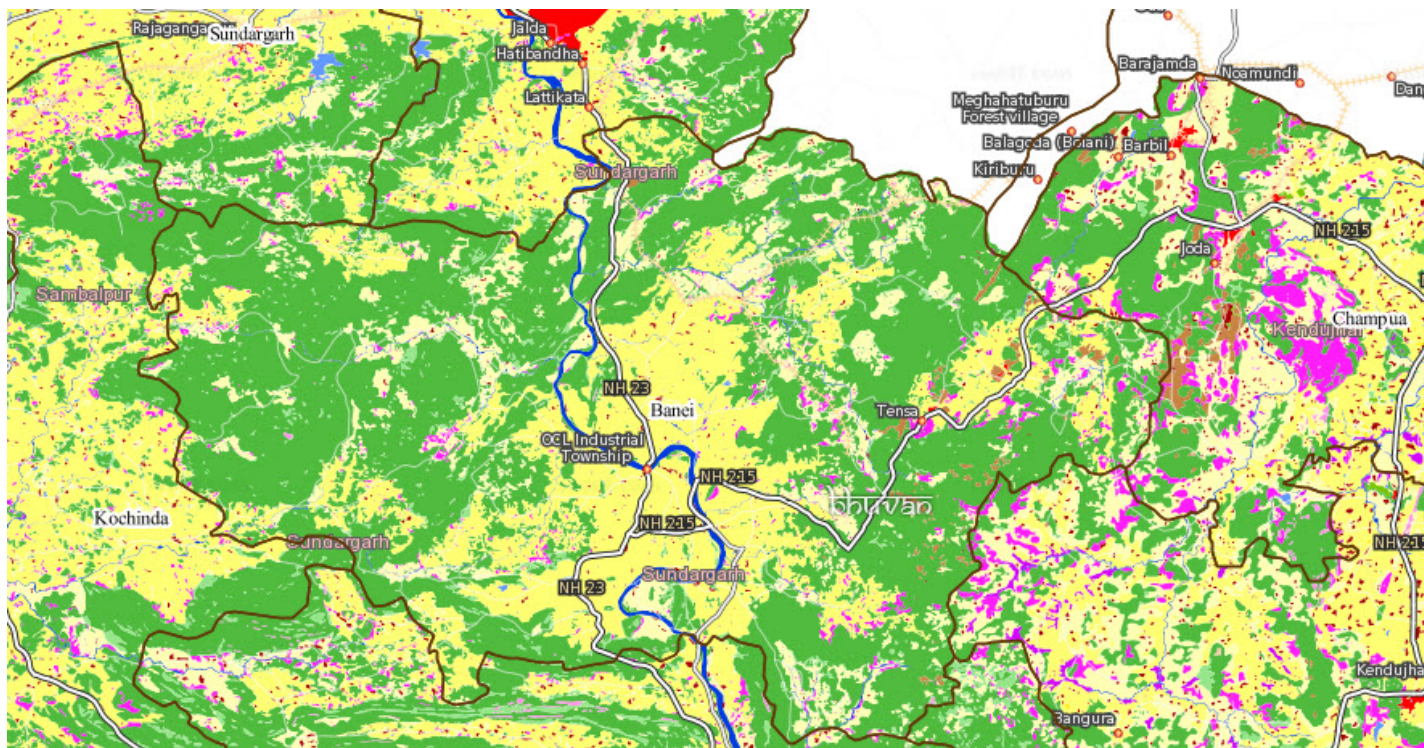 Rajaganga
Sundargarh
Jalda
Hatibandha
Lattikata
Barajamda
Noamundi
Dang
Meghahatuburu
Forest village
Balagoda (Bolani)
Barbil
Kiriburu
Sundargarh
NH 215
Joda
Sambalpur
Kendujhar
Champua
NH 23
Banei
Tensa
OCL Industrial
Township
NH 215
bhuvan
Kochinda
NH 215
Sundargarh
NH 215
Sundargarh
NH 23
Kendujha
Bangura